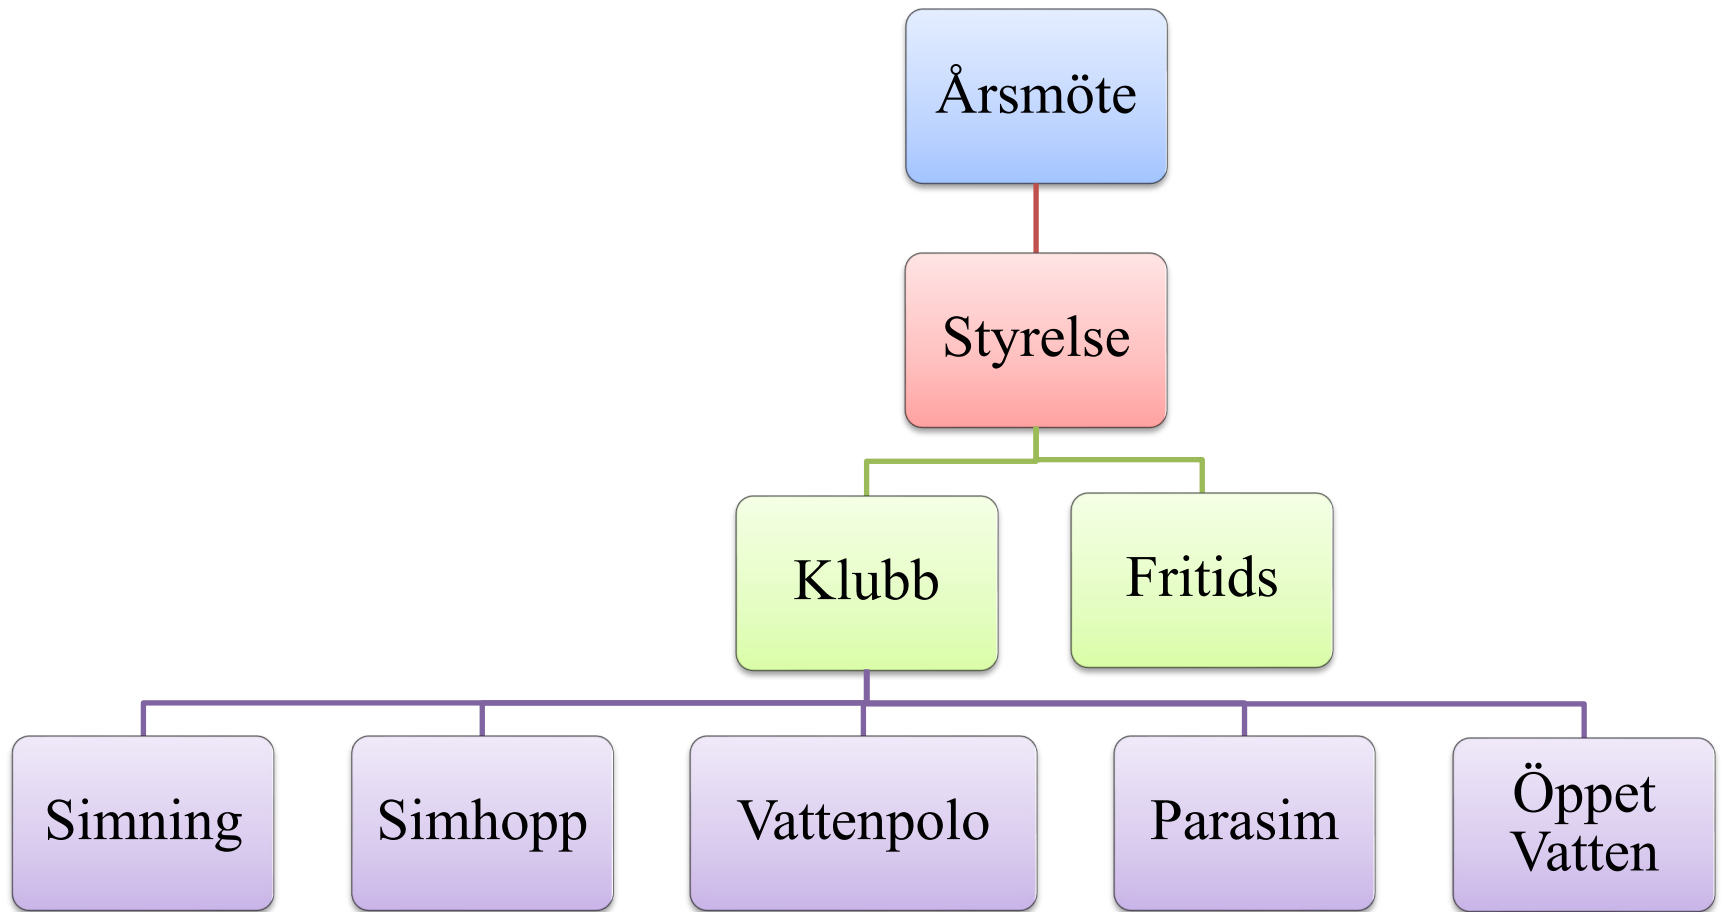 Årsmöte
Styrelse
Klubb
Fritids
Simning
Simhopp
Vattenpolo
Parasim
Öppet
Vatten